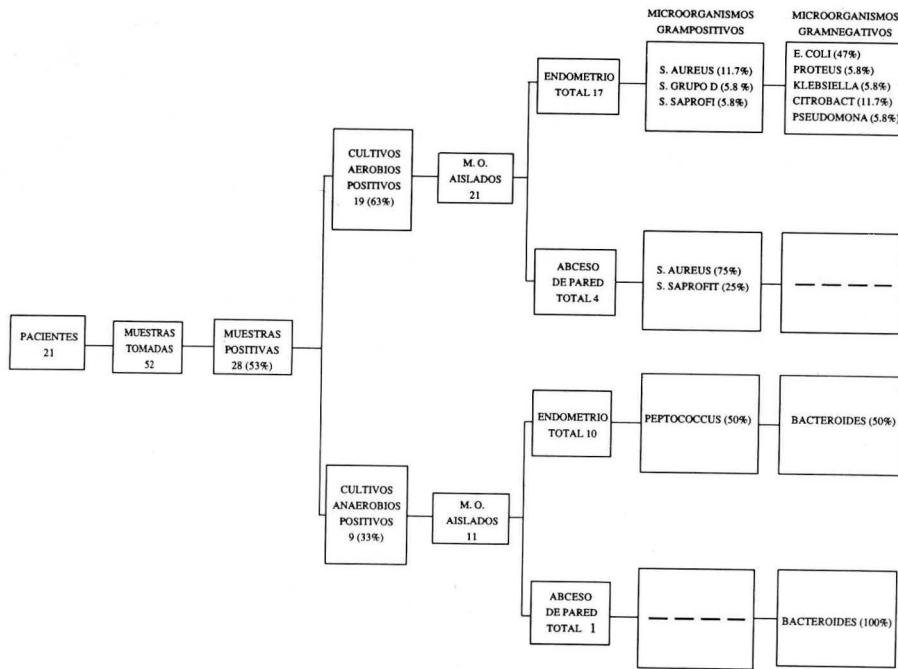 MICROORGANISMOS
GRAMPOSITIVOS
MICROORGANISMOS
GRAMNEGATIVOS
ENDOMETRIO
TOTAL 17
S. AUREUS (11.7%)
S. GRUPO D (5.8 %)
S. SAPROFI (5.8%)
E. COLI (47%)
PROTEUS (5.8%)
KLEBSIELLA (5.8%)
CITROBACT (11.7%)
PSEUDOMONA (5.8%)
CULTIVOS
AEROBIOS
POSITIVOS
19 (63%)
M. O.
AISLADOS
21
ABCESO
DE PARED
TOTAL 4
S. AUREUS (75%)
S. SAPROFIT (25%)
PACIENTES
21
MUESTRAS
TOMADAS
52
MUESTRAS
POSITIVAS
28 (53%)
ENDOMETRIO
TOTAL 10
PEPTOCOCCUS (50%)
BACTEROIDES (50%)
CULTIVOS
ANAEROBIOS
POSITIVOS
9 (33%)
M. O.
AISLADOS
11
ABCESO
DE PARED
TOTAL 1
BACTEROIDES (100%)